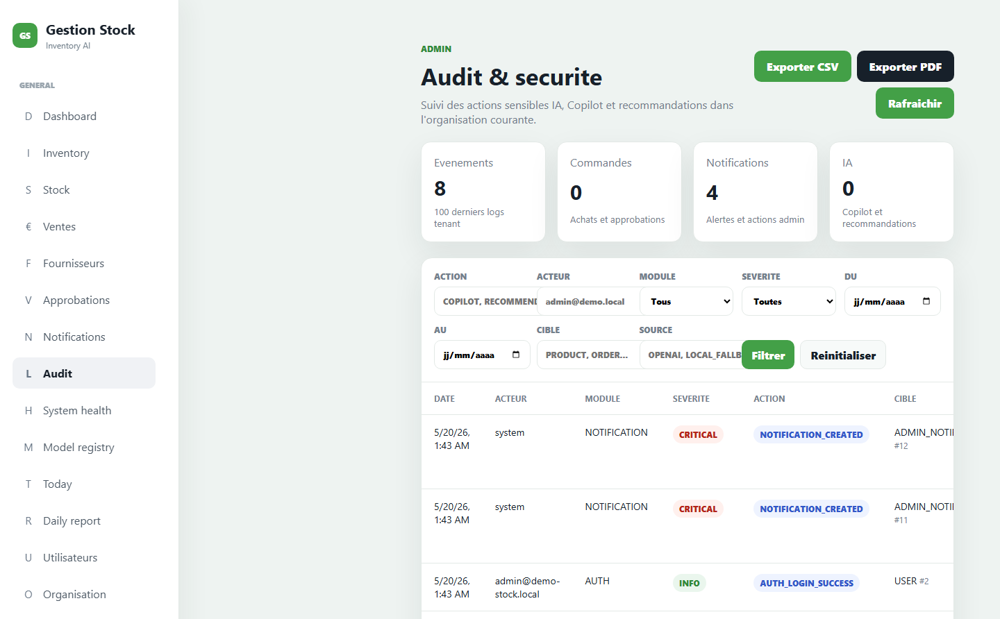 GS
Gestion Stock
Inventory AI
GENERAL
D Dashboard
I Inventory
S Stock
€ Ventes
F Fournisseurs
V Approbations
N Notifications
L Audit
H System health
M Model registry
T Today
R Daily report
U Utilisateurs
O Organisation
ADMIN
Audit & securite
Suivi des actions sensibles IA, Copilot et recommandations dans
l'organisation courante.
Exporter CSV
Exporter PDF
Rafraichir
Evenements
8
100 derniers logs
tenant
Commandes
0
Achats et approbations
Notifications
4
Alertes et actions admin
IA
0
Copilot et
recommandations
ACTION ACTEUR MODULE SEVERITE DU
COPILOT, RECOMMEND admin@demo.local Tous Toutes jj/mm/aaaa
AU CIBLE SOURCE
jj/mm/aaaa PRODUCT, ORDER... OPENAI, LOCAL_FALLB Filtrer Reinitialiser
DATE ACTEUR MODULE SEVERITE ACTION CIBLE
5/20/26, system NOTIFICATION CRITICAL NOTIFICATION_CREATED ADMIN_NOTI
1:43 AM #12
5/20/26, system NOTIFICATION CRITICAL NOTIFICATION_CREATED ADMIN_NOTI
1:43 AM #11
5/20/26, admin@demo- AUTH INFO AUTH_LOGIN_SUCCESS USER #2
1:43 AM stock.local